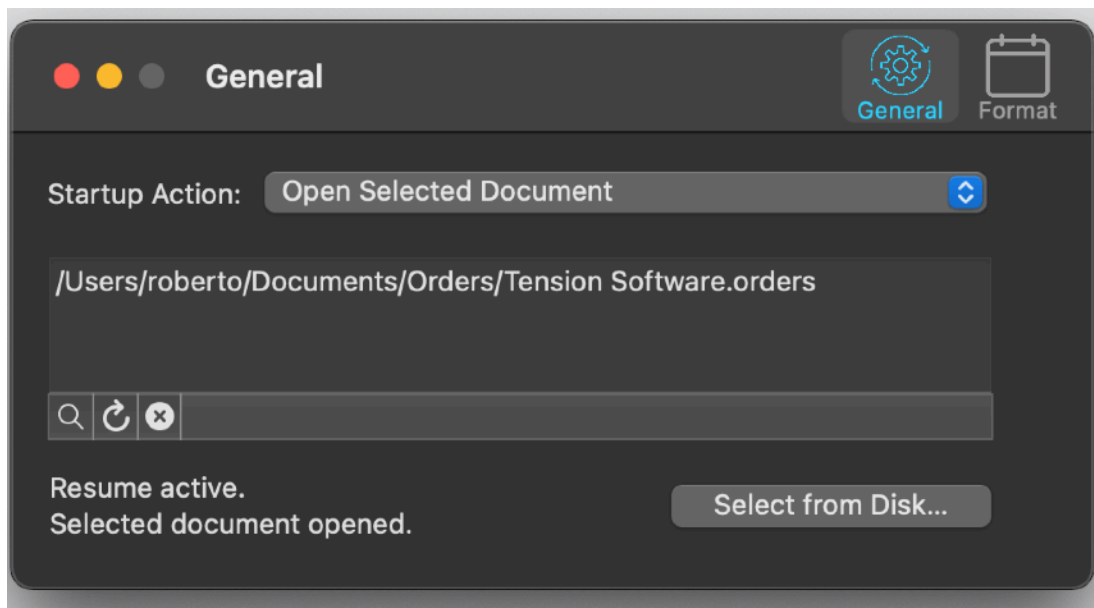 General
General
Format
Startup Action:
Open Selected Document
/Users/roberto/Documents/Orders/Tension Software.orders
Resume active.
Selected document opened.
Select from Disk...